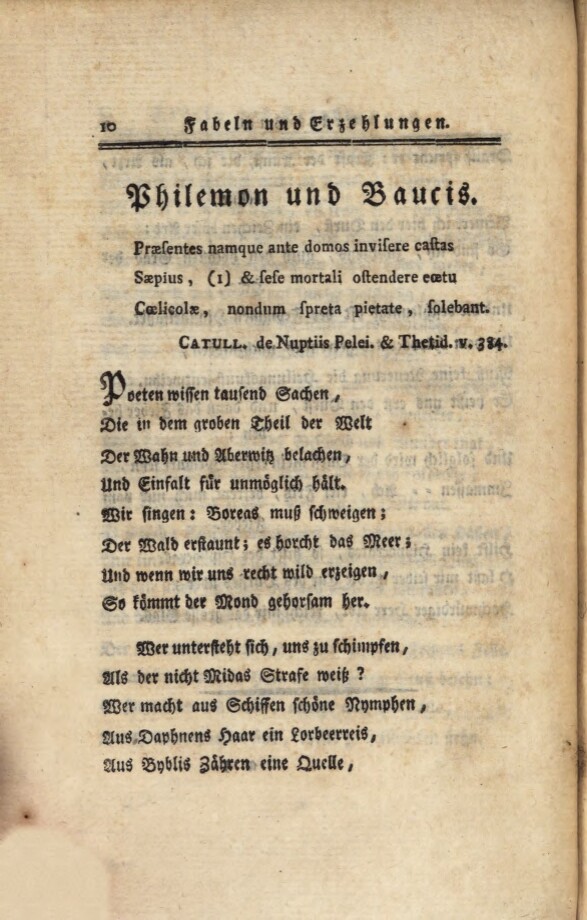 10 Fabeln und Erzehlungen.
Philemon und Baucis.
Præsentes namque ante domos invisere castas
Sæpius, (1) & sese mortali ostendere cœtu
Cœlicolæ, nondum spreta pietate, solebant.
CATULL. de Nuptiis Pelei. & Thetid. v. 384.
Poeten wissen tausend Sachen,
Die in dem groben Theil der Welt
Der Wahn und Aberwitz belachen,
Und Einfalt für unmöglich hält.
Wir singen: Boreas muß schweigen;
Der Wald erstaunt; es horcht das Meer;
Und wenn wir uns recht wild erzeigen,
So kömmt der Mond gehorsam her.
Wer untersteht sich, uns zu schimpfen,
Als der nicht Midas Strafe weiß?
Wer macht aus Schiffen schöne Nymphen,
Aus Daphnens Haar ein Lorbeerreis,
Aus Byblis Zähren eine Quelle,